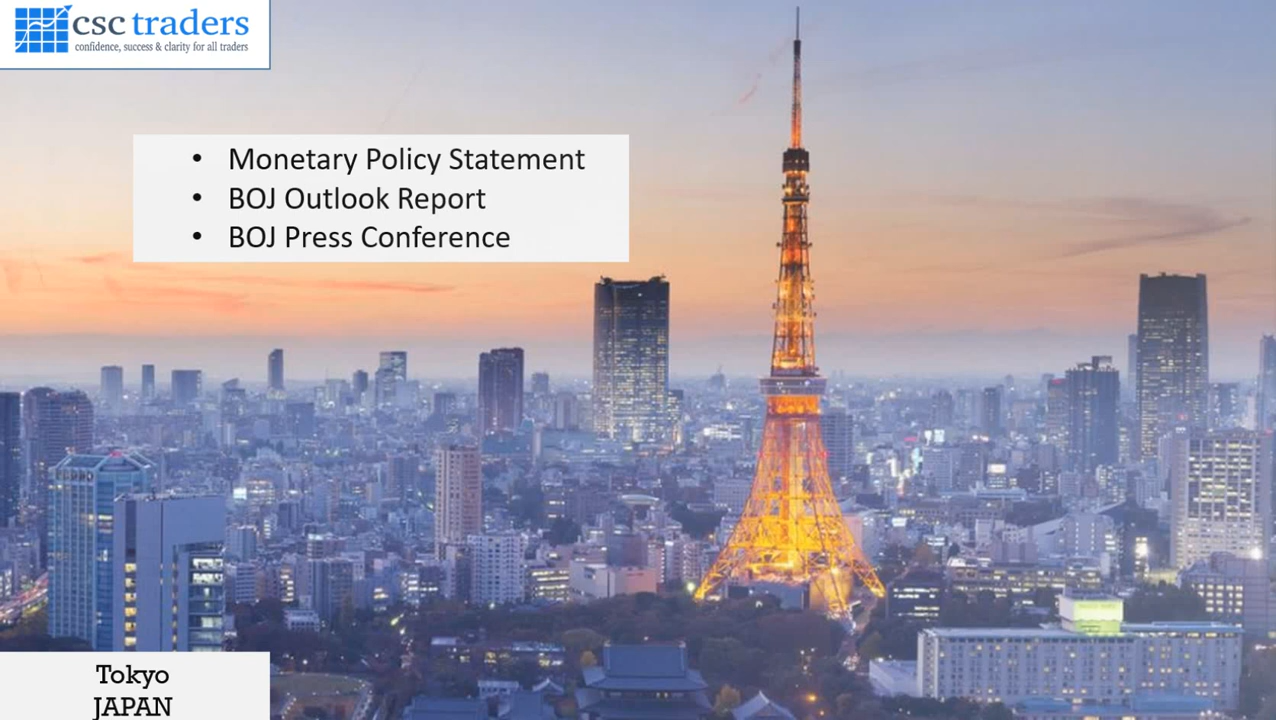 csc traders
confidence, success & clarity for all traders
• Monetary Policy Statement
• BOJ Outlook Report
• BOJ Press Conference
Tokyo
JAPAN